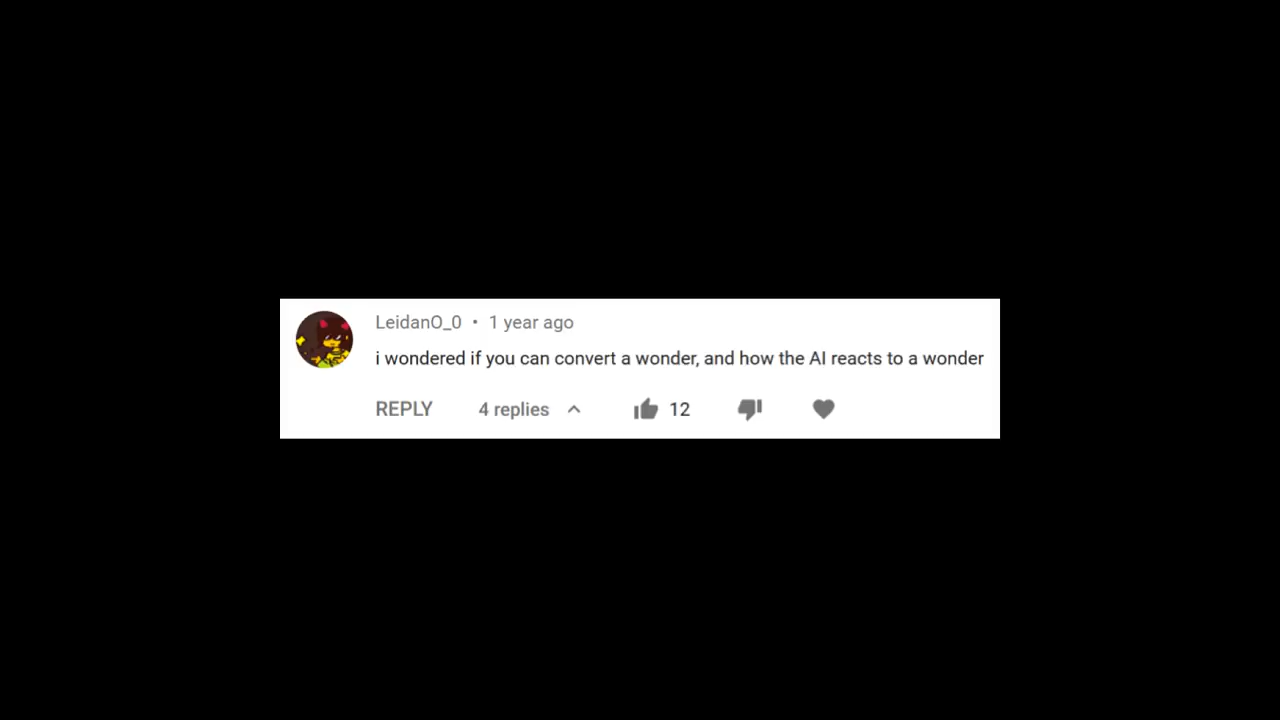 LeidanO_0 • 1 year ago
i wondered if you can convert a wonder, and how the AI reacts to a wonder
REPLY 4 replies 12